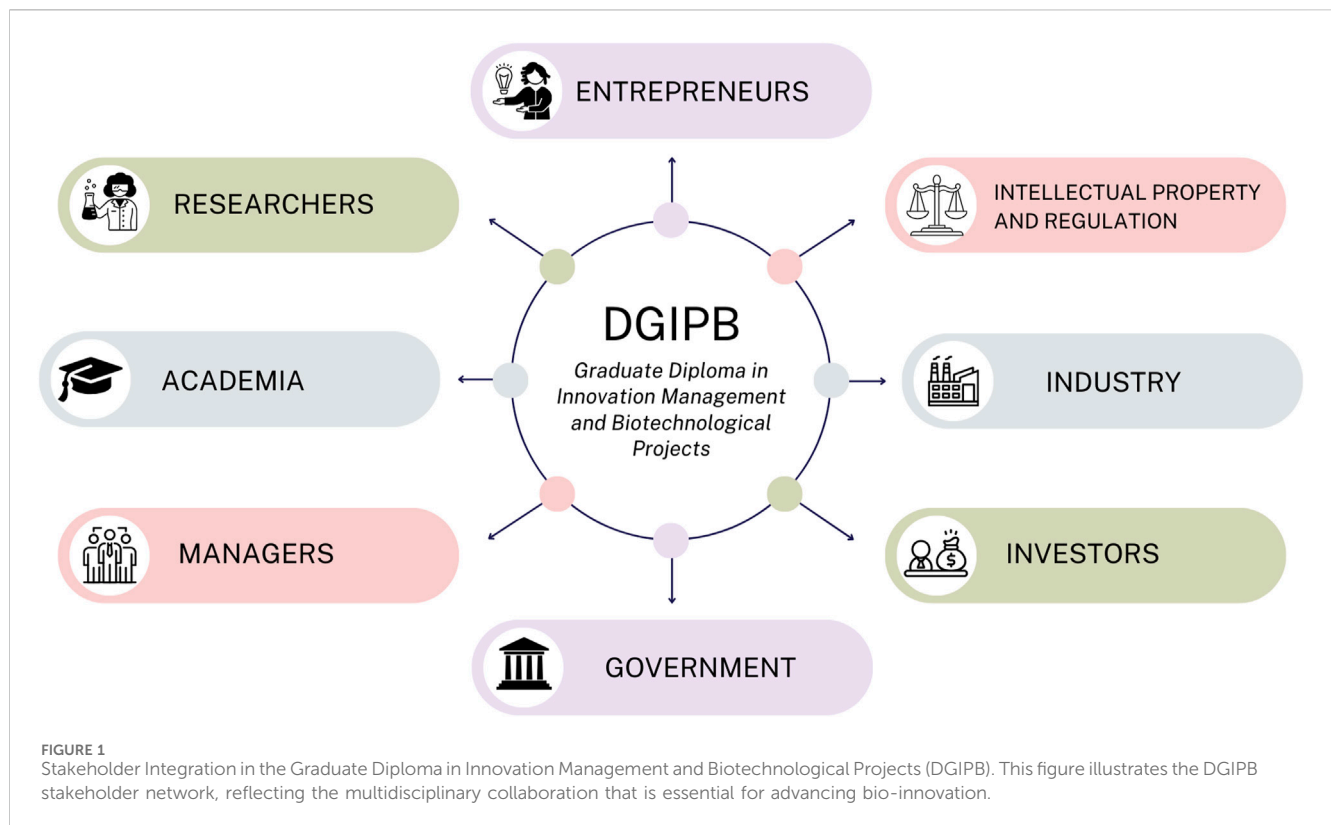 ENTREPRENEURS
RESEARCHERS
INTELLECTUAL PROPERTY
AND REGULATION
DGIPB
Graduate Diploma in
Innovation Management
and Biotechnological
Projects
ACADEMIA
INDUSTRY
MANAGERS
INVESTORS
$
GOVERNMENT
FIGURE 1
Stakeholder Integration in the Graduate Diploma in Innovation Management and Biotechnological Projects (DGIPB). This figure illustrates the DGIPB
stakeholder network, reflecting the multidisciplinary collaboration that is essential for advancing bio-innovation.